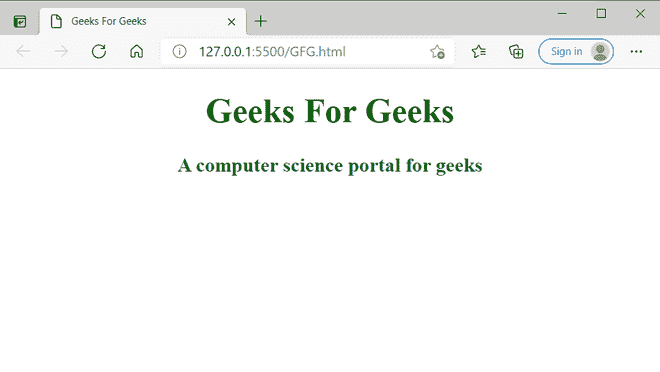 Geeks For Geeks
127.0.0.1:5500/GFG.html
Sign in
Geeks For Geeks
A computer science portal for geeks